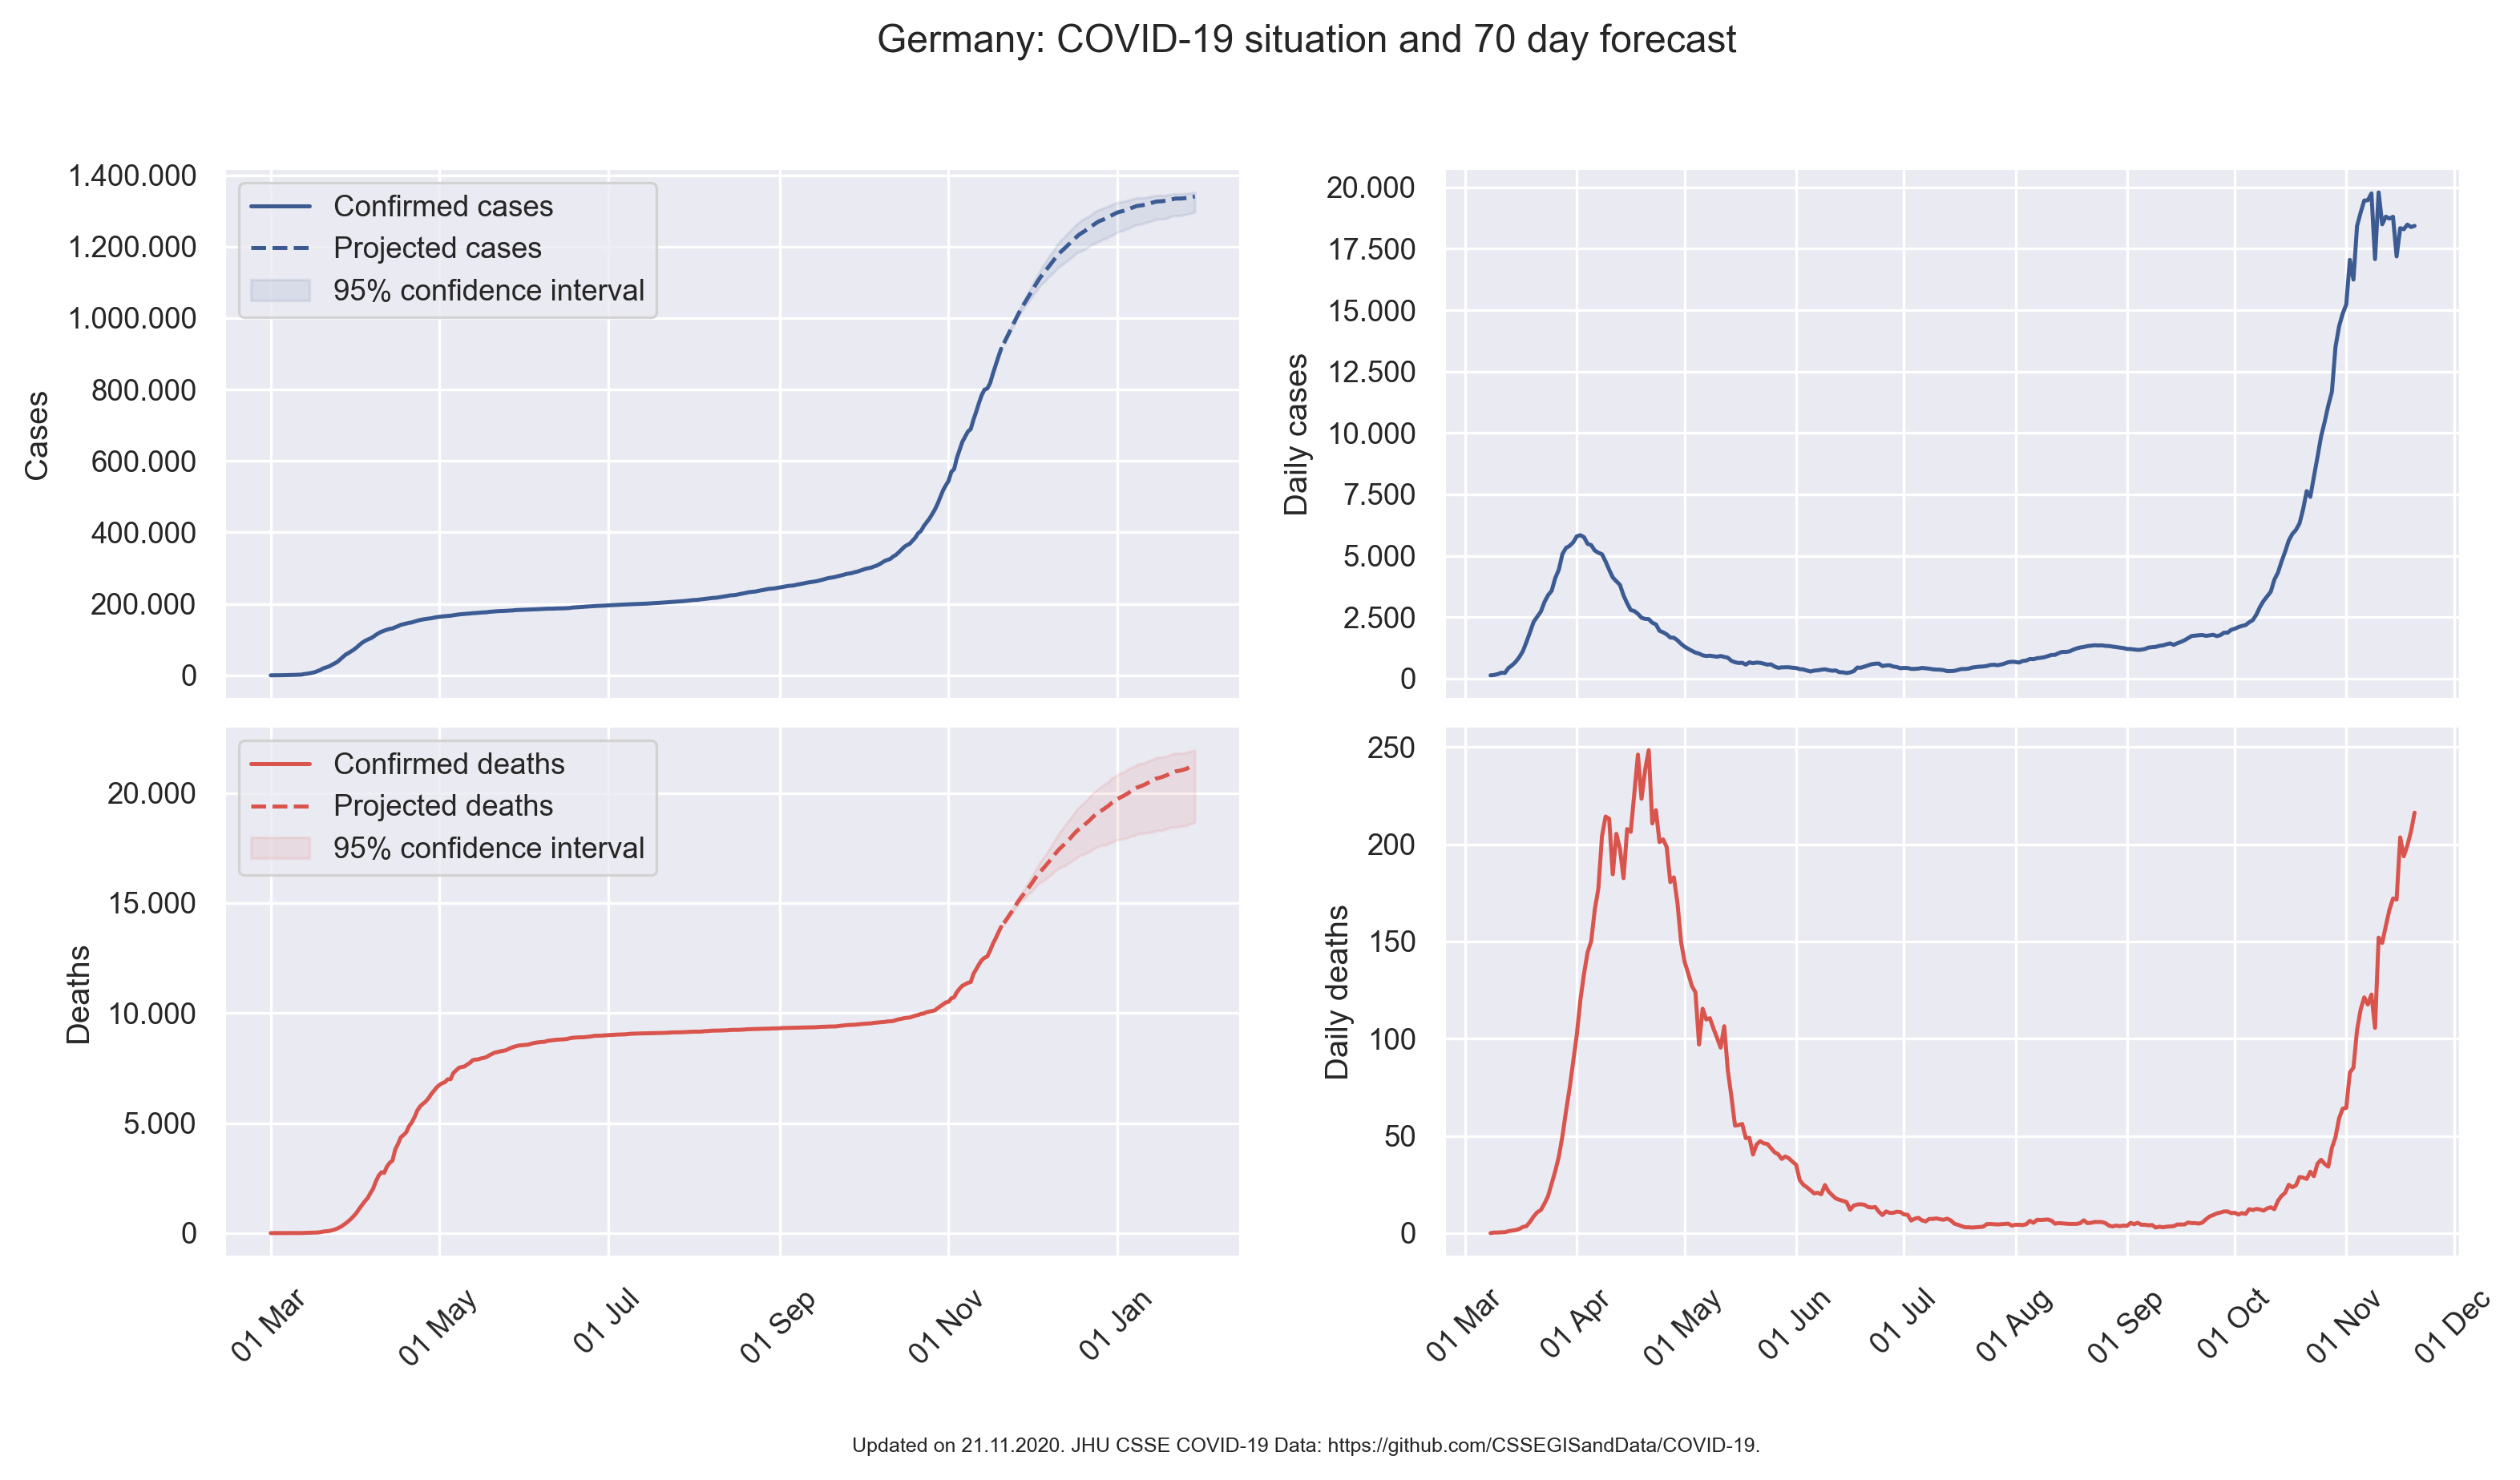 Germany: COVID-19 situation and 70 day forecast
1.400.000
1.200.000
1.000.000
800.000
600.000
400.000
200.000
0
Cases
Confirmed cases
Projected cases
95% confidence interval
20.000
17.500
15.000
12.500
10.000
7.500
5.000
2.500
0
Daily cases
20.000
15.000
10.000
5.000
0
Deaths
Confirmed deaths
Projected deaths
95% confidence interval
01 Mar
01 May
01 Jul
01 Sep
01 Nov
01 Jan
250
200
150
100
50
0
Daily deaths
01 Mar
01 Apr
01 May
01 Jun
01 Jul
01 Aug
01 Sep
01 Oct
01 Nov
01 Dec
Updated on 21.11.2020. JHU CSSE COVID-19 Data: https://github.com/CSSEGISandData/COVID-19.